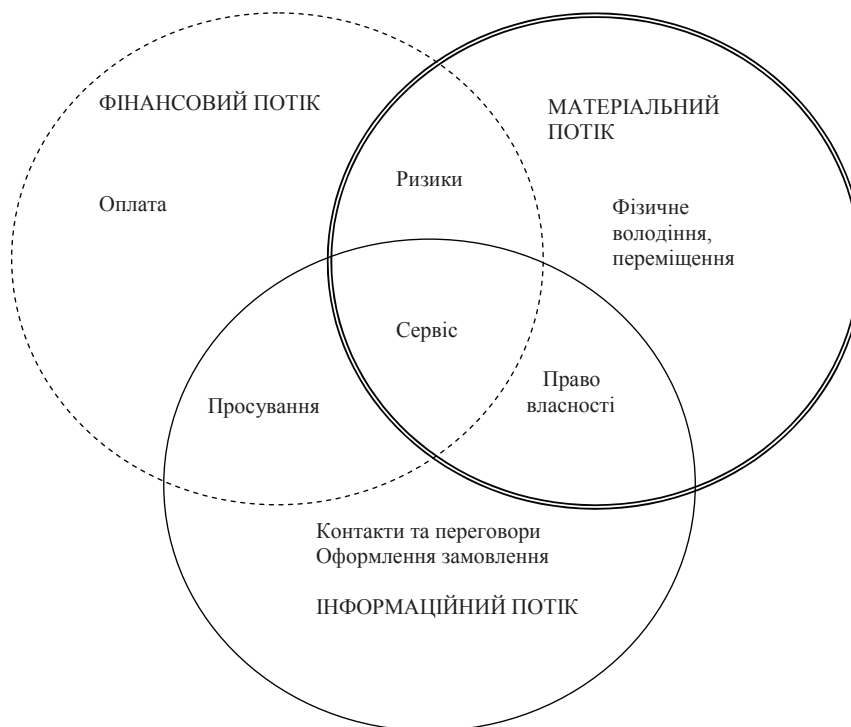 ФІНАНСОВИЙ ПОТІК
МАТЕРІАЛЬНИЙ
ПОТІК
Ризики
Оплата
Фізичне
володіння,
переміщення
Сервіс
Право
власності
Просування
Контакти та переговори
Оформлення замовлення
ІНФОРМАЦІЙНИЙ ПОТІК